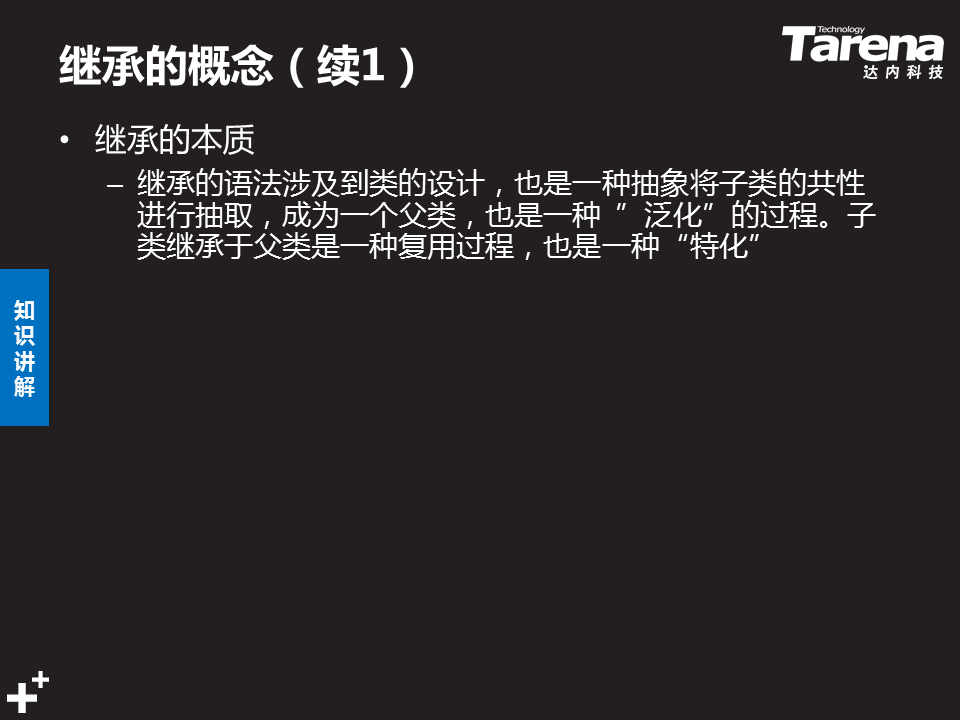 继承的概念（续1）
Technology
Tarena
达内科技
• 继承的本质
– 继承的语法涉及到类的设计，也是一种抽象将子类的共性
进行抽取，成为一个父类，也是一种 ” 泛化”的过程。子
类继承于父类是一种复用过程，也是一种“特化”
知
识
讲
解